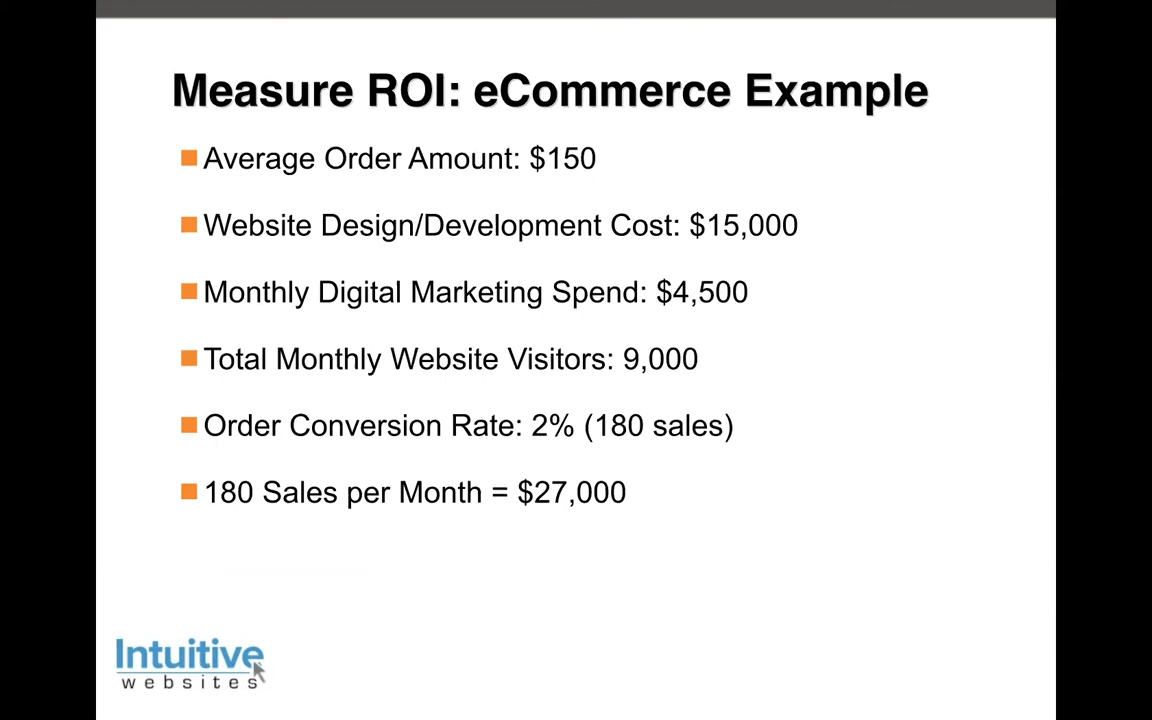 Measure ROI: eCommerce Example
Average Order Amount: $150
Website Design/Development Cost: $15,000
Monthly Digital Marketing Spend: $4,500
Total Monthly Website Visitors: 9,000
Order Conversion Rate: 2% (180 sales)
180 Sales per Month = $27,000
Intuitive
websites